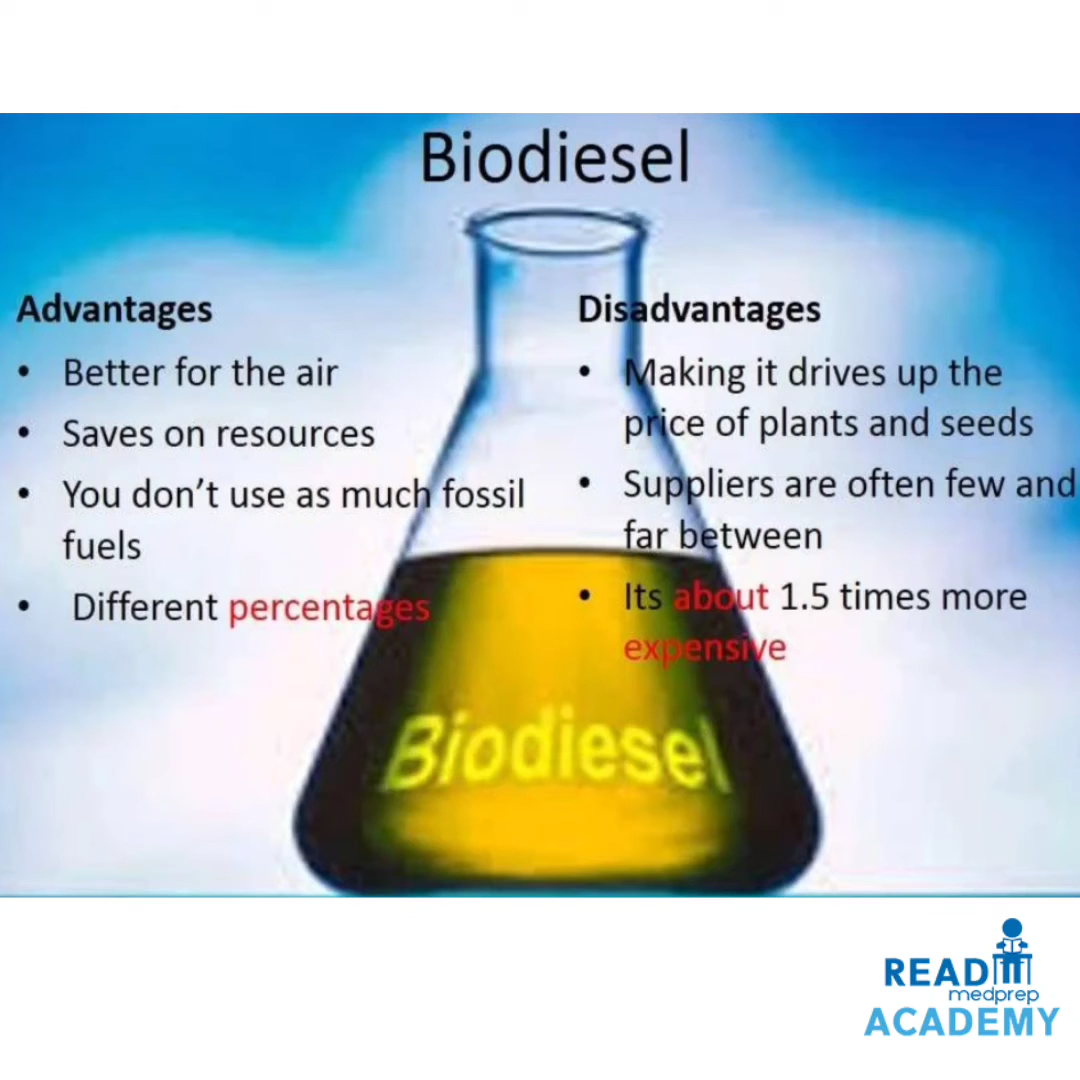 Biodiesel
Advantages
• Better for the air
• Saves on resources
• You don’t use as much fossil
fuels
• Different percentages
Disadvantages
• Making it drives up the
price of plants and seeds
• Suppliers are often few and
far between
• Its about 1.5 times more
expensive
Biodiesel
READ
medprep
ACADEMY